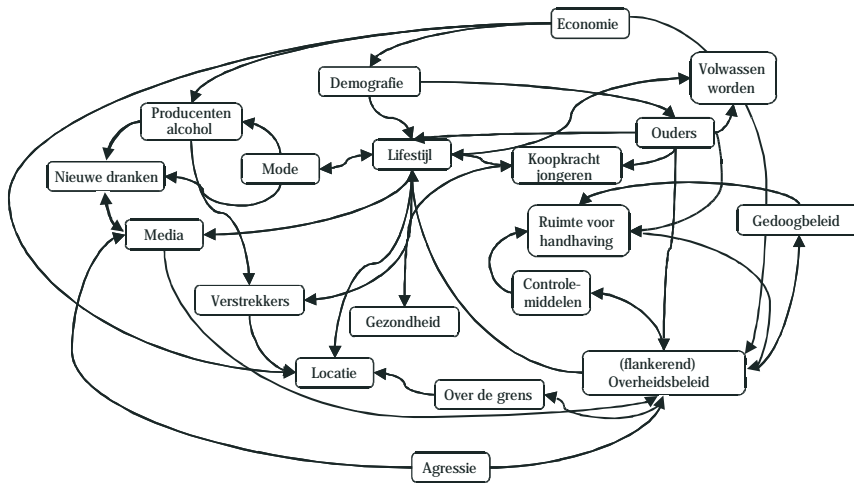 Economie
Volwassen
worden
Demografie
Producenten
alcohol
Ouders
Lifestijl
Mode
Koopkracht
jongeren
Nieuwe dranken
Ruimte voor
handhaving
Gedoogbeleid
Media
Controle-
middelen
Verstrekkers
Gezondheid
(flankerend)
Overheidsbeleid
Locatie
Over de grens
Agressie